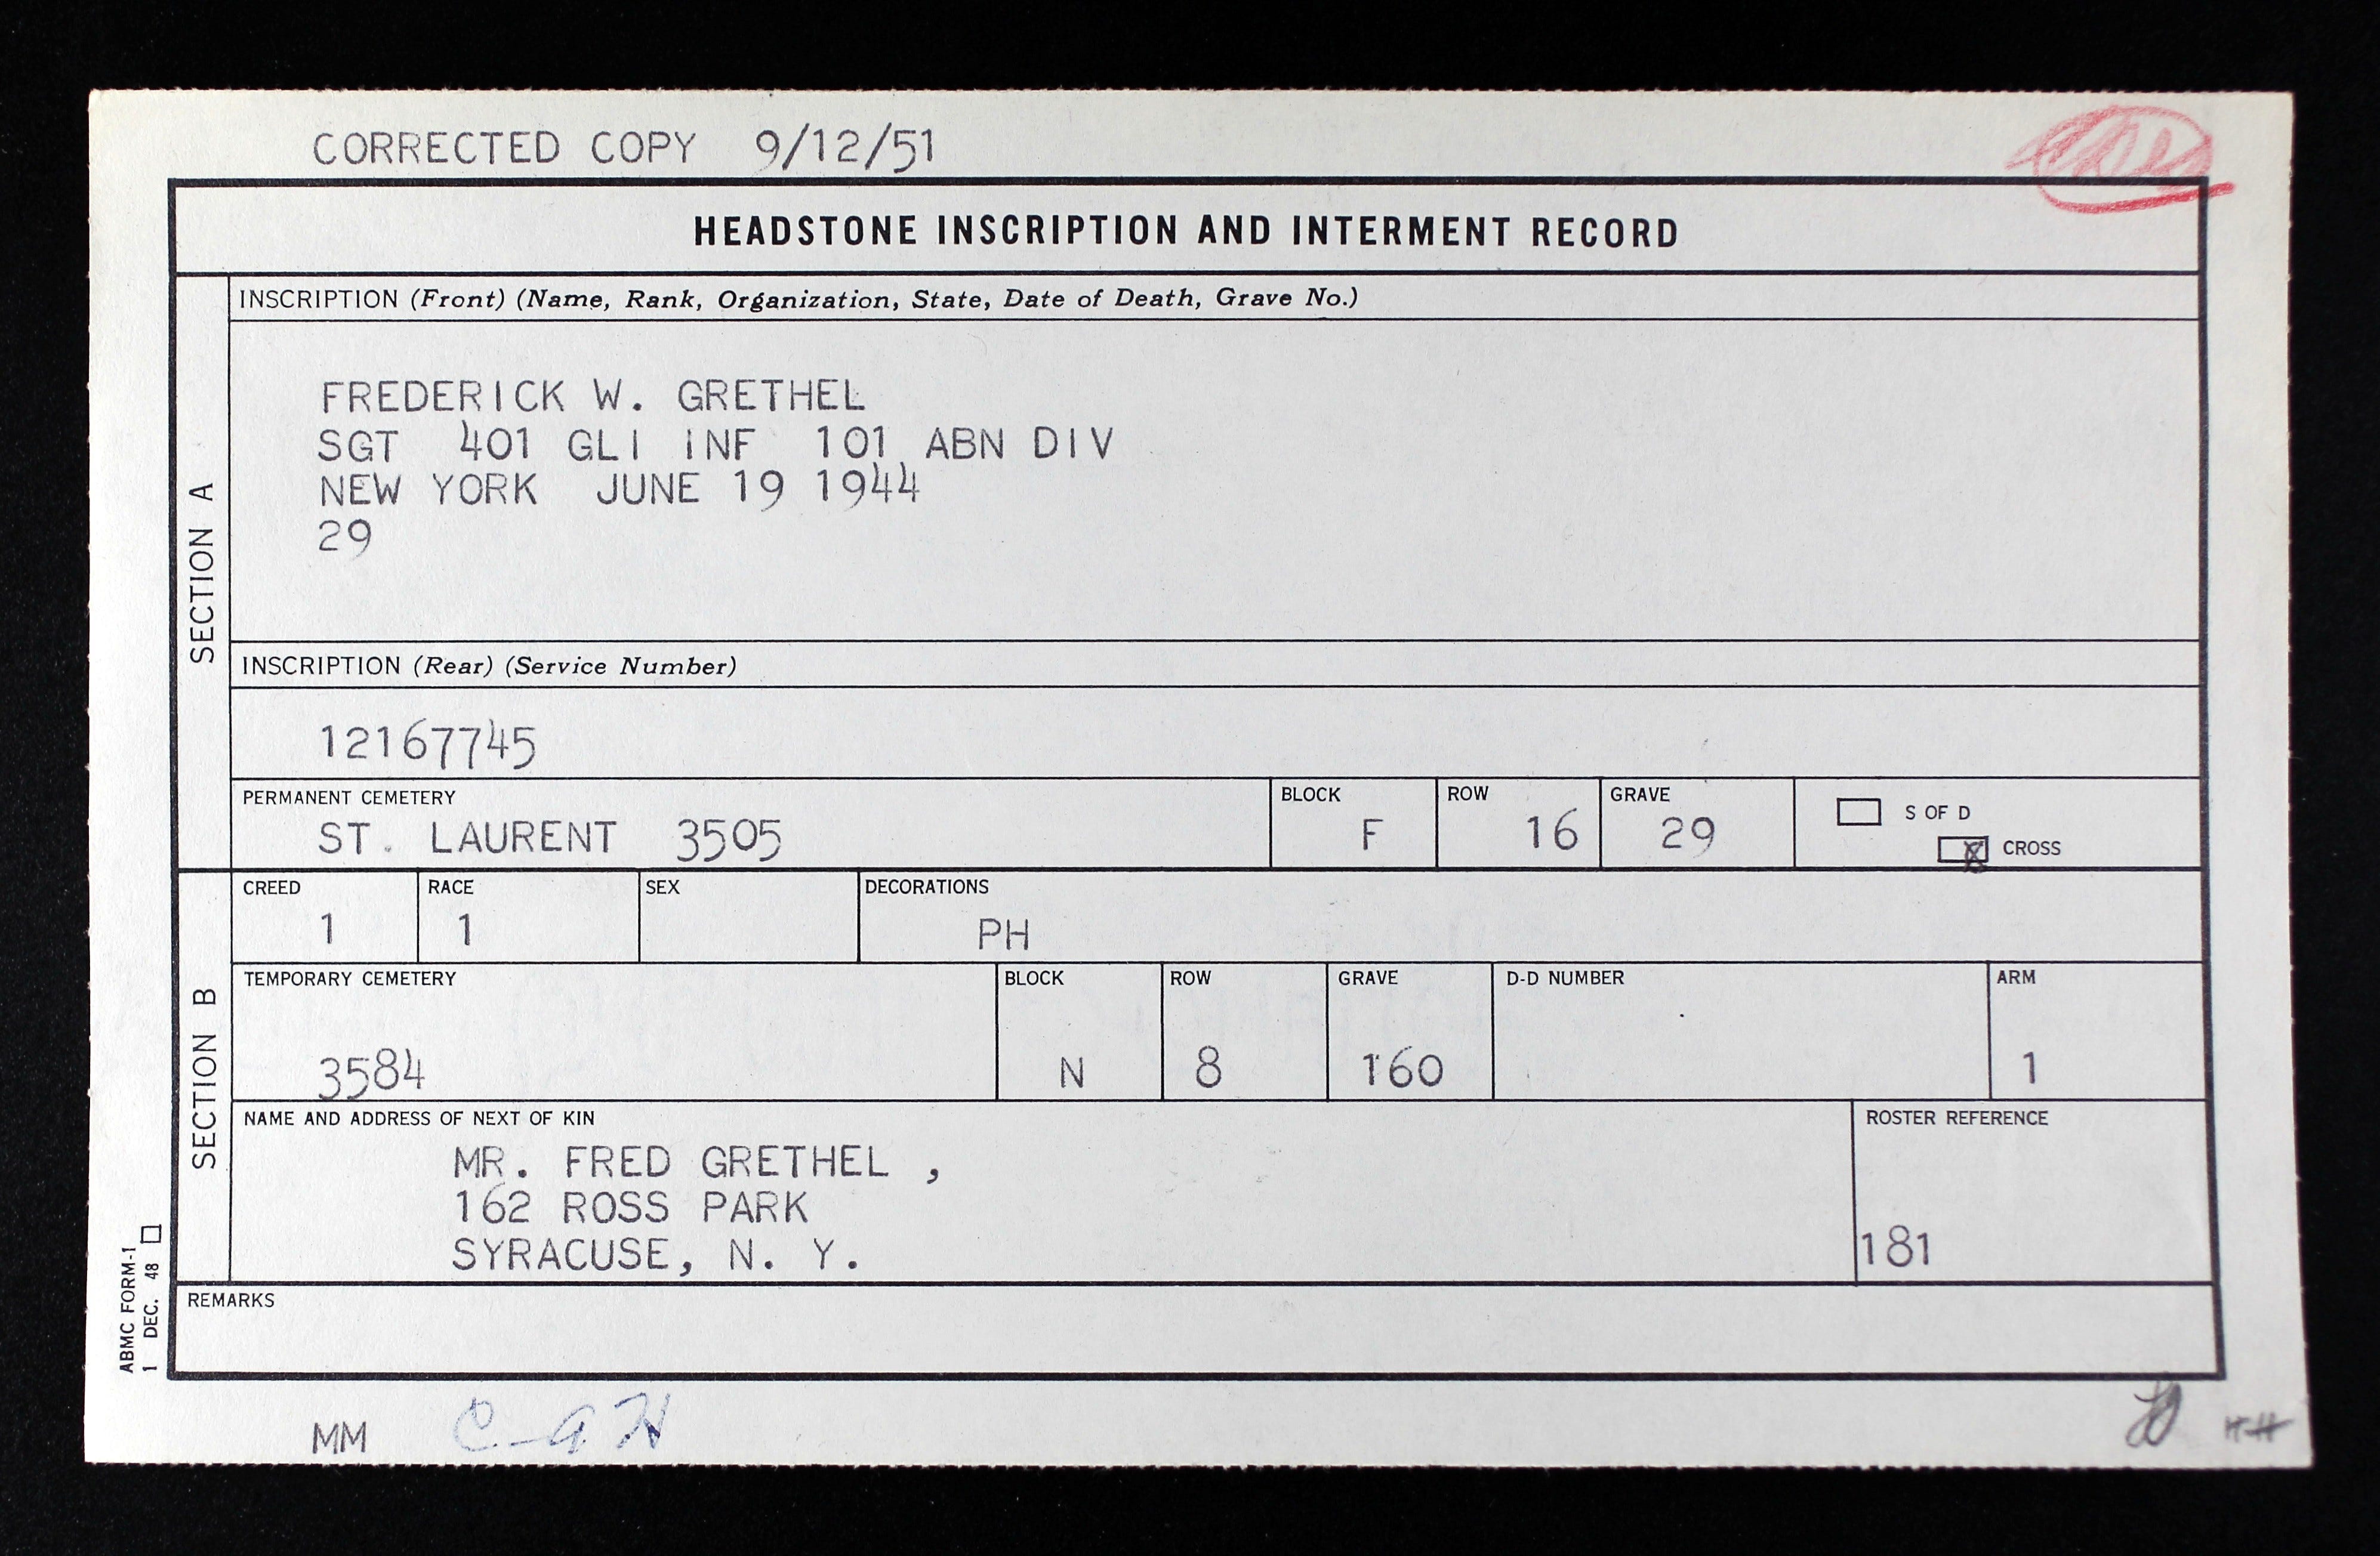 CORRECTED COPY 9/12/51
HEADSTONE INSCRIPTION AND INTERMENT RECORD
SECTION A
INSCRIPTION (Front) (Name, Rank, Organization, State, Date of Death, Grave No.)
FREDERICK W. GRETHEL
SGT 401 GLI INF 101 ABN DIV
NEW YORK JUNE 19 1944
29
INSCRIPTION (Rear) (Service Number)
12167745
PERMANENT CEMETERY BLOCK ROW GRAVE
S OF D
ST. LAURENT 3505 F 16 29
X CROSS
SECTION B
CREED RACE SEX DECORATIONS
1 1 PH
TEMPORARY CEMETERY BLOCK ROW GRAVE D-D NUMBER ARM
3584 N 8 160 1
NAME AND ADDRESS OF NEXT OF KIN ROSTER REFERENCE
MR. FRED GRETHEL ,
162 ROSS PARK
SYRACUSE, N. Y.
181
REMARKS
ABMC FORM-1
1 DEC. 48
MM